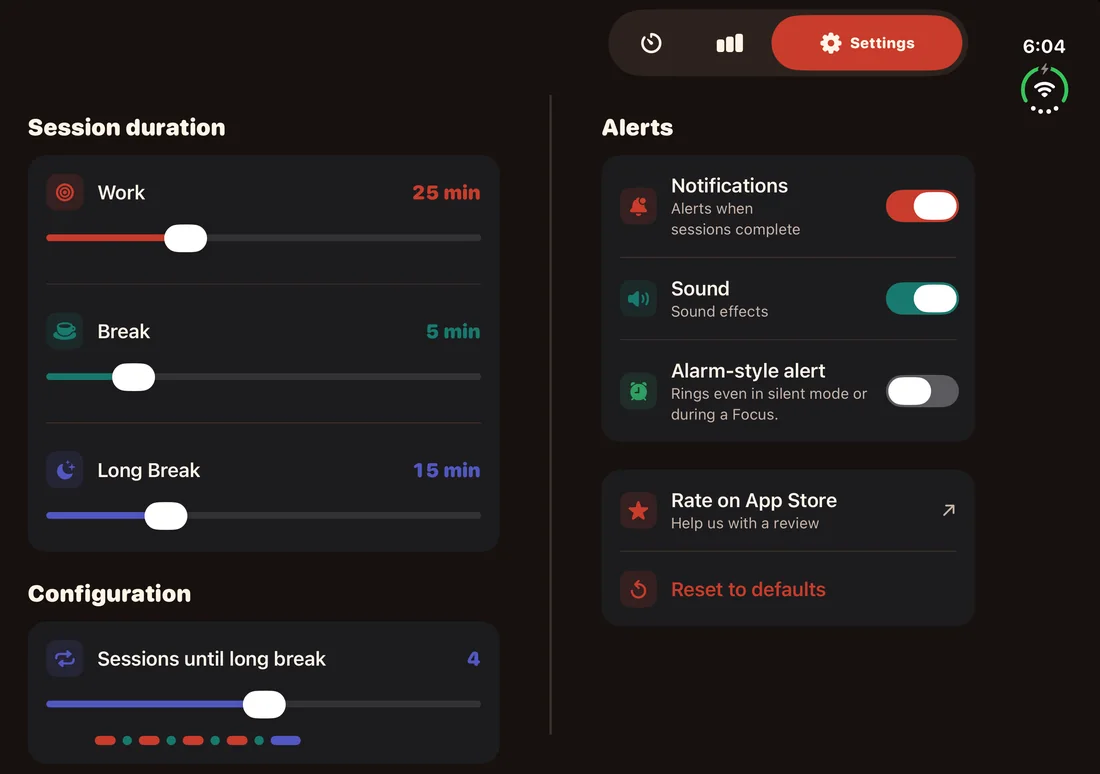 Settings
6:04
Session duration
Work
25 min
Break
5 min
Long Break
15 min
Configuration
Sessions until long break
4
Alerts
Notifications
Alerts when
sessions complete
Sound
Sound effects
Alarm-style alert
Rings even in silent mode or
during a Focus.
Rate on App Store
Help us with a review
Reset to defaults